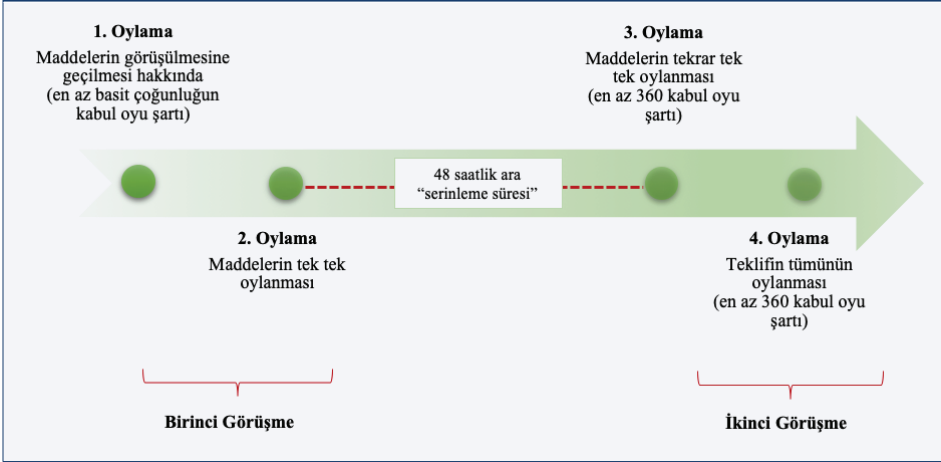 1. Oylama
Maddelerin görüşülmesine
geçilmesi hakkında
(en az basit çoğunluğun
kabul oyu şartı)
2. Oylama
Maddelerin tek tek
oylanması
48 saatlik ara
“serinleme süresi”
3. Oylama
Maddelerin tekrar tek
tek oylanması
(en az 360 kabul oyu
şartı)
4. Oylama
Teklifin tümünün
oylanması
(en az 360 kabul oyu
şartı)
Birinci Görüşme
İkinci Görüşme